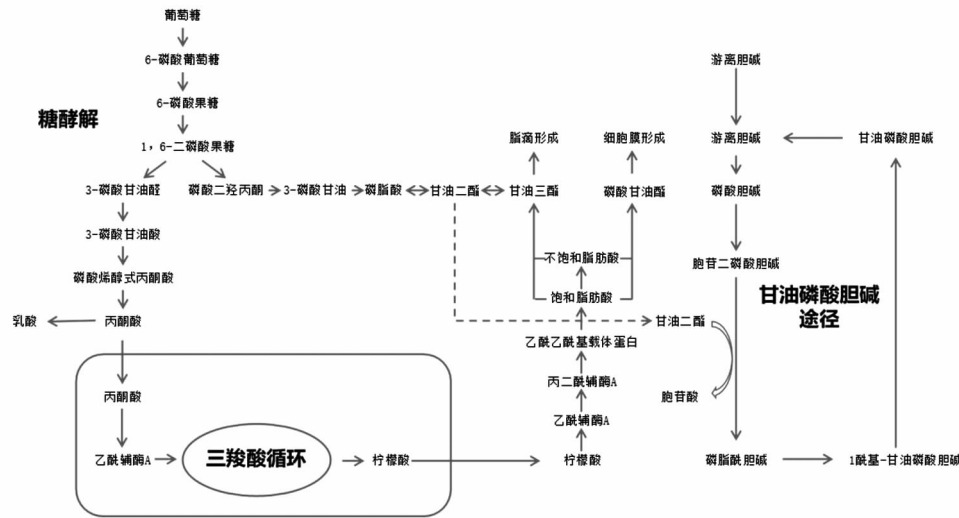 葡萄糖
6-磷酸葡萄糖
游离胆碱
6-磷酸果糖
糖酵解
1，6-二磷酸果糖
脂滴形成
细胞膜形成
游离胆碱
甘油磷酸胆碱
3-磷酸甘油醛
磷酸二羟丙酮
3-磷酸甘油
磷脂酸
甘油二酯
甘油三酯
磷酸甘油酯
磷酸胆碱
3-磷酸甘油酸
不饱和脂肪酸
胞苷二磷酸胆碱
磷酸烯醇式丙酮酸
饱和脂肪酸
甘油磷酸胆碱
途径
乳酸
丙酮酸
甘油二酯
乙酰乙酰基载体蛋白
丙二酰辅酶A
丙酮酸
胞苷酸
乙酰辅酶A
乙酰辅酶A
三羧酸循环
柠檬酸
柠檬酸
磷脂酰胆碱
1酰基-甘油磷酸胆碱